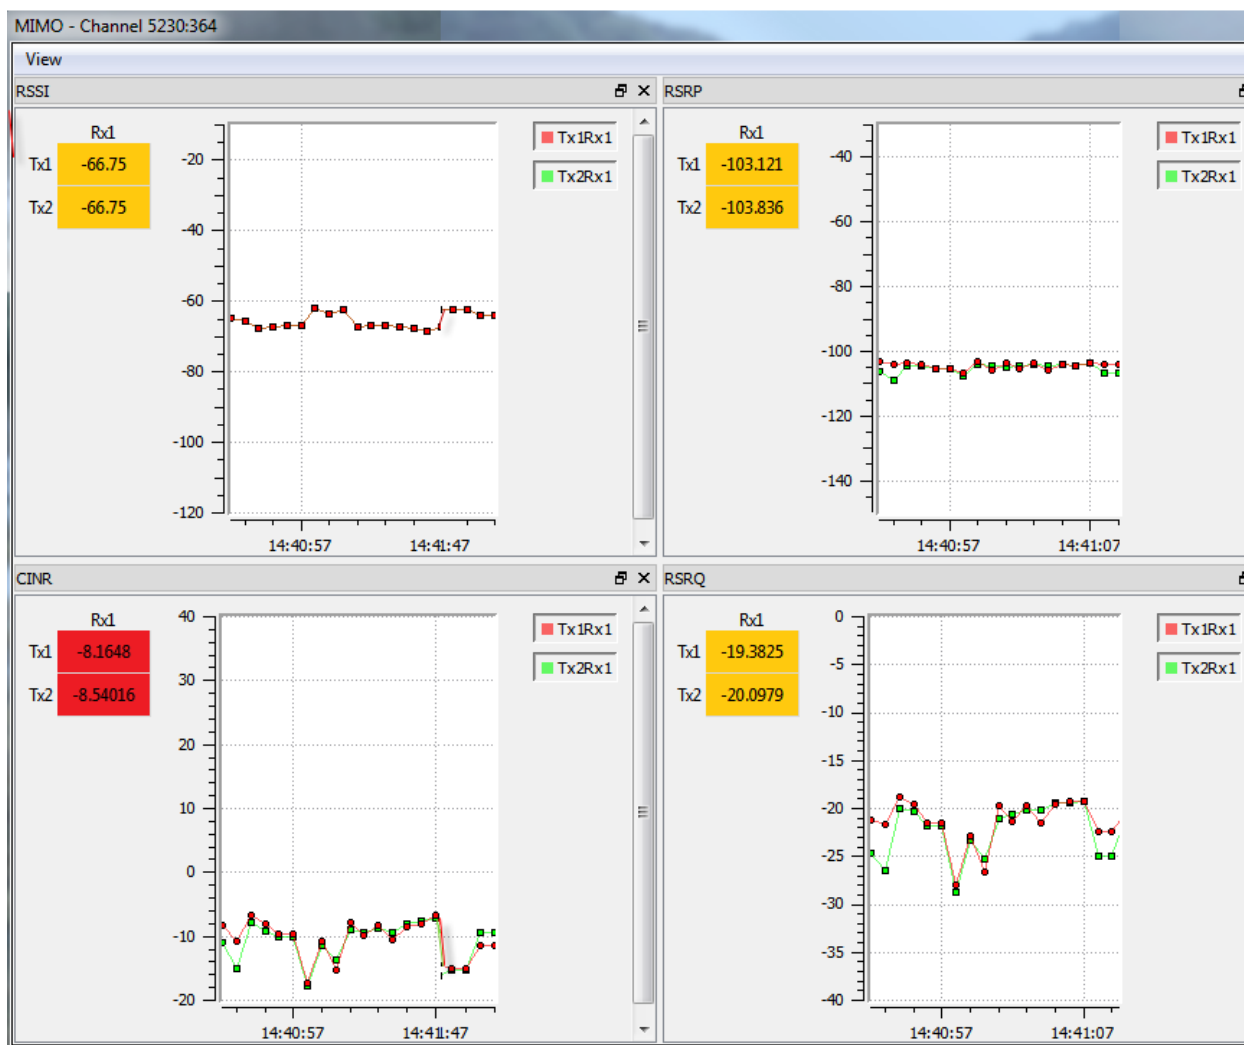 MIMO - Channel 5230:364
View
RSSI
Rx1
Tx1 -66.75
Tx2 -66.75
-20
-40
-60
-80
-100
-120
14:40:57 14:41:47
Tx1Rx1
Tx2Rx1
RSRP
Rx1
Tx1 -103.121
Tx2 -103.836
-40
-60
-80
-100
-120
-140
14:40:57 14:41:07
Tx1Rx1
Tx2Rx1
CINR
Rx1
Tx1 -8.1648
Tx2 -8.54016
40
30
20
10
0
-10
-20
14:40:57 14:41:47
Tx1Rx1
Tx2Rx1
RSRQ
Rx1
Tx1 -19.3825
Tx2 -20.0979
0
-5
-10
-15
-20
-25
-30
-35
-40
14:40:57 14:41:07
Tx1Rx1
Tx2Rx1